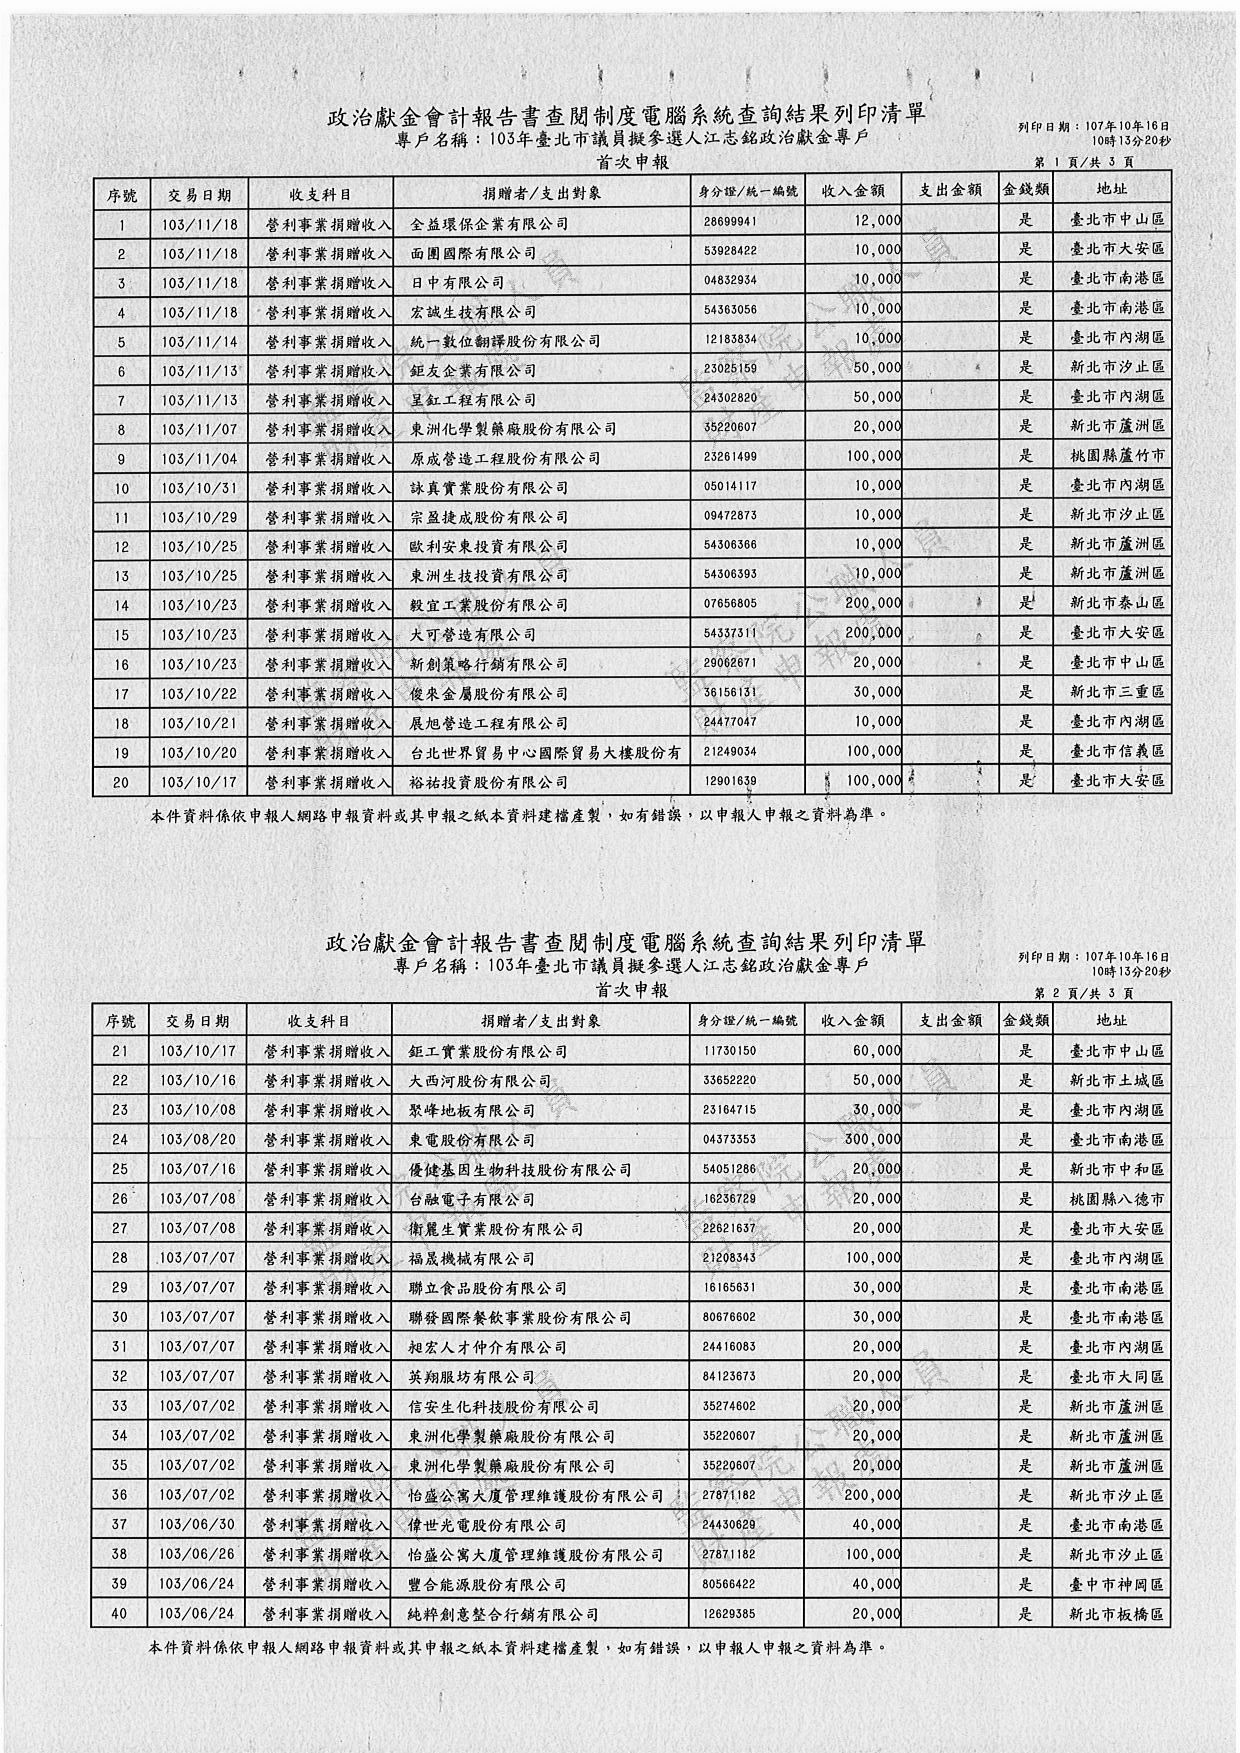 政治獻金會計報告書查閱制度電腦系統查詢結果列印清單
專戶名稱：103年臺北市議員擬參選人江志銘政治獻金專戶
首次申報
列印日期：107年10年16日
10時13分20秒
第 1 頁/共 3 頁
序號 交易日期 收支科目 捐贈者/支出對象 身分證/統一編號 收入金額 支出金額 金錢類 地址
1 103/11/18 營利事業捐贈收入 全益環保企業有限公司 28699941 12,000 是 臺北市中山區
2 103/11/18 營利事業捐贈收入 面團國際有限公司 53928422 10,000 是 臺北市大安區
3 103/11/18 營利事業捐贈收入 日中有限公司 04832934 10,000 是 臺北市南港區
4 103/11/18 營利事業捐贈收入 宏誠生技有限公司 54363056 10,000 是 臺北市南港區
5 103/11/14 營利事業捐贈收入 統一數位翻譯股份有限公司 12183834 10,000 是 臺北市內湖區
6 103/11/13 營利事業捐贈收入 鉅友企業有限公司 23025159 50,000 是 新北市汐止區
7 103/11/13 營利事業捐贈收入 呈釭工程有限公司 24302820 50,000 是 臺北市內湖區
8 103/11/07 營利事業捐贈收入 東洲化學製藥廠股份有限公司 35220607 20,000 是 新北市蘆洲區
9 103/11/04 營利事業捐贈收入 原成營造工程股份有限公司 23261499 100,000 是 桃園縣蘆竹市
10 103/10/31 營利事業捐贈收入 詠真實業股份有限公司 05014117 10,000 是 臺北市內湖區
11 103/10/29 營利事業捐贈收入 宗盈捷成股份有限公司 09472873 10,000 是 新北市汐止區
12 103/10/25 營利事業捐贈收入 歐利安東投資有限公司 54306366 10,000 是 新北市蘆洲區
13 103/10/25 營利事業捐贈收入 東洲生技投資有限公司 54306393 10,000 是 新北市蘆洲區
14 103/10/23 營利事業捐贈收入 毅宜工業股份有限公司 07656805 200,000 是 新北市泰山區
15 103/10/23 營利事業捐贈收入 大可營造有限公司 54337311 200,000 是 臺北市大安區
16 103/10/23 營利事業捐贈收入 新創策略行銷有限公司 29062671 20,000 是 臺北市中山區
17 103/10/22 營利事業捐贈收入 俊來金屬股份有限公司 36156131 30,000 是 新北市三重區
18 103/10/21 營利事業捐贈收入 展旭營造工程有限公司 24477047 10,000 是 臺北市內湖區
19 103/10/20 營利事業捐贈收入 台北世界貿易中心國際貿易大樓股份有 21249034 100,000 是 臺北市信義區
20 103/10/17 營利事業捐贈收入 裕祐投資股份有限公司 12901639 100,000 是 臺北市大安區
本件資料係依申報人網路申報資料或其申報之紙本資料建檔產製，如有錯誤，以申報人申報之資料為準。
政治獻金會計報告書查閱制度電腦系統查詢結果列印清單
專戶名稱：103年臺北市議員擬參選人江志銘政治獻金專戶
首次申報
列印日期：107年10年16日
10時13分20秒
第 2 頁/共 3 頁
序號 交易日期 收支科目 捐贈者/支出對象 身分證/統一編號 收入金額 支出金額 金錢類 地址
21 103/10/17 營利事業捐贈收入 鉅工實業股份有限公司 11730150 60,000 是 臺北市中山區
22 103/10/16 營利事業捐贈收入 大西河股份有限公司 33652220 50,000 是 新北市土城區
23 103/10/08 營利事業捐贈收入 聚峰地板有限公司 23164715 30,000 是 臺北市內湖區
24 103/08/20 營利事業捐贈收入 東電股份有限公司 04373353 300,000 是 臺北市南港區
25 103/07/16 營利事業捐贈收入 優健基因生物科技股份有限公司 54051286 20,000 是 新北市中和區
26 103/07/08 營利事業捐贈收入 台融電子有限公司 16236729 20,000 是 桃園縣八德市
27 103/07/08 營利事業捐贈收入 衛麗生實業股份有限公司 22621637 20,000 是 臺北市大安區
28 103/07/07 營利事業捐贈收入 福晟機械有限公司 21208343 100,000 是 臺北市內湖區
29 103/07/07 營利事業捐贈收入 聯立食品股份有限公司 16165631 30,000 是 臺北市南港區
30 103/07/07 營利事業捐贈收入 聯發國際餐飲事業股份有限公司 80676602 30,000 是 臺北市南港區
31 103/07/07 營利事業捐贈收入 昶宏人才仲介有限公司 24416083 20,000 是 臺北市內湖區
32 103/07/07 營利事業捐贈收入 英翔服坊有限公司 84123673 20,000 是 臺北市大同區
33 103/07/02 營利事業捐贈收入 信安生化科技股份有限公司 35274602 20,000 是 新北市蘆洲區
34 103/07/02 營利事業捐贈收入 東洲化學製藥廠股份有限公司 35220607 20,000 是 新北市蘆洲區
35 103/07/02 營利事業捐贈收入 東洲化學製藥廠股份有限公司 35220607 20,000 是 新北市蘆洲區
36 103/07/02 營利事業捐贈收入 怡盛公寓大廈管理維護股份有限公司 27871182 200,000 是 新北市汐止區
37 103/06/30 營利事業捐贈收入 偉世光電股份有限公司 24430629 40,000 是 臺北市南港區
38 103/06/26 營利事業捐贈收入 怡盛公寓大廈管理維護股份有限公司 27871182 100,000 是 新北市汐止區
39 103/06/24 營利事業捐贈收入 豐合能源股份有限公司 80566422 40,000 是 臺中市神岡區
40 103/06/24 營利事業捐贈收入 純粹創意整合行銷有限公司 12629385 20,000 是 新北市板橋區
本件資料係依申報人網路申報資料或其申報之紙本資料建檔產製，如有錯誤，以申報人申報之資料為準。